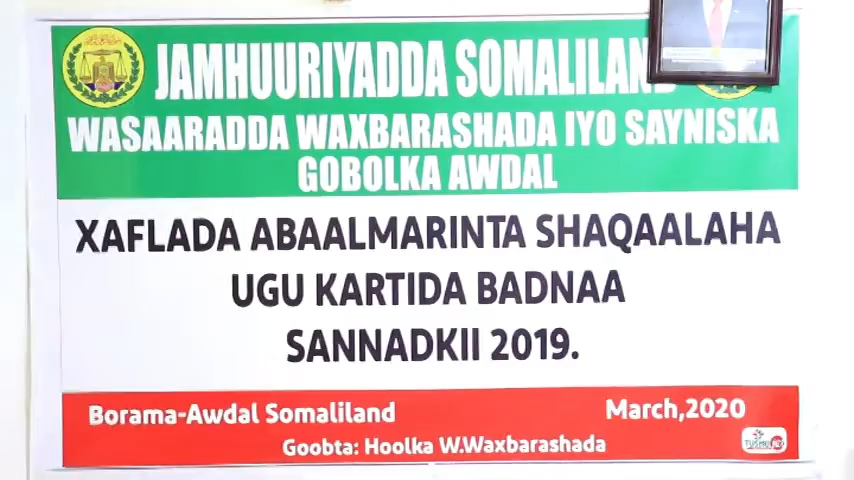 JAMHUURIYADDA SOMALILAND
WASAARADDA WAXBARASHADA IYO SAYNISKA
GOBOLKA AWDAL
XAFLADA ABAALMARINTA SHAQAALAHA
UGU KARTIDA BADNAA
SANNADKII 2019.
Borama-Awdal Somaliland
March,2020
Goobta: Hoolka W.Waxbarashada